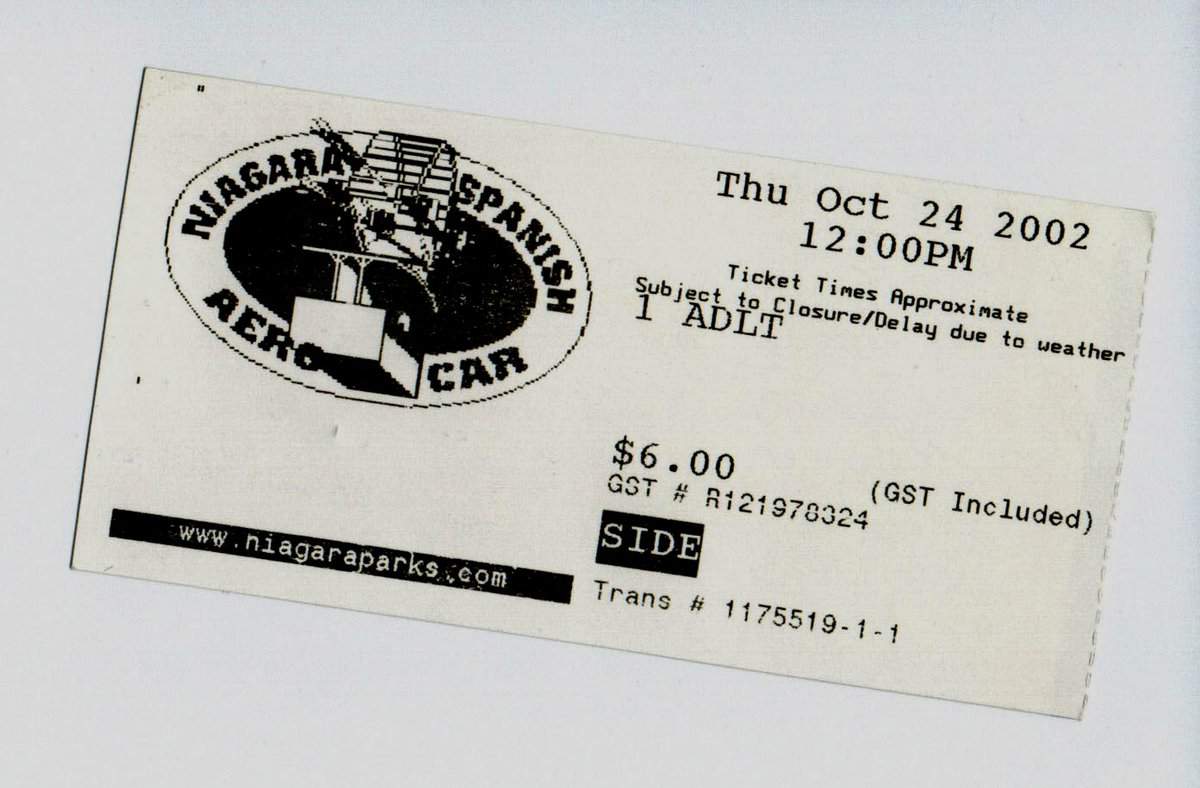 NIAGARA SPANISH
AERO CAR
www.niagaraparks.com
Thu Oct 24 2002
12:00PM
Ticket Times Approximate
Subject to Closure/Delay due to weather
1 ADLT
$6.00 (GST Included)
GST # R121978324
SIDE
Trans # 1175519-1-1